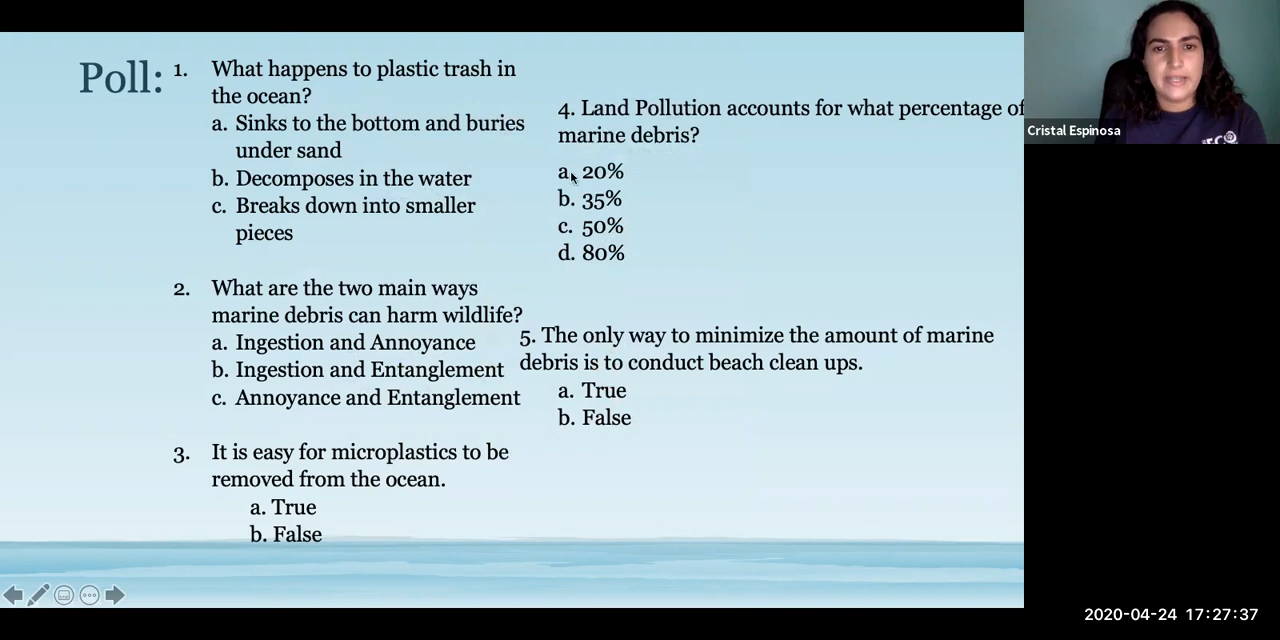 Poll:
1. What happens to plastic trash in
the ocean?
a. Sinks to the bottom and buries
under sand
b. Decomposes in the water
c. Breaks down into smaller
pieces
2. What are the two main ways
marine debris can harm wildlife?
a. Ingestion and Annoyance
b. Ingestion and Entanglement
c. Annoyance and Entanglement
3. It is easy for microplastics to be
removed from the ocean.
a. True
b. False
4. Land Pollution accounts for what percentage of
marine debris?
a. 20%
b. 35%
c. 50%
d. 80%
5. The only way to minimize the amount of marine
debris is to conduct beach clean ups.
a. True
b. False
Cristal Espinosa
2020-04-24 17:27:37